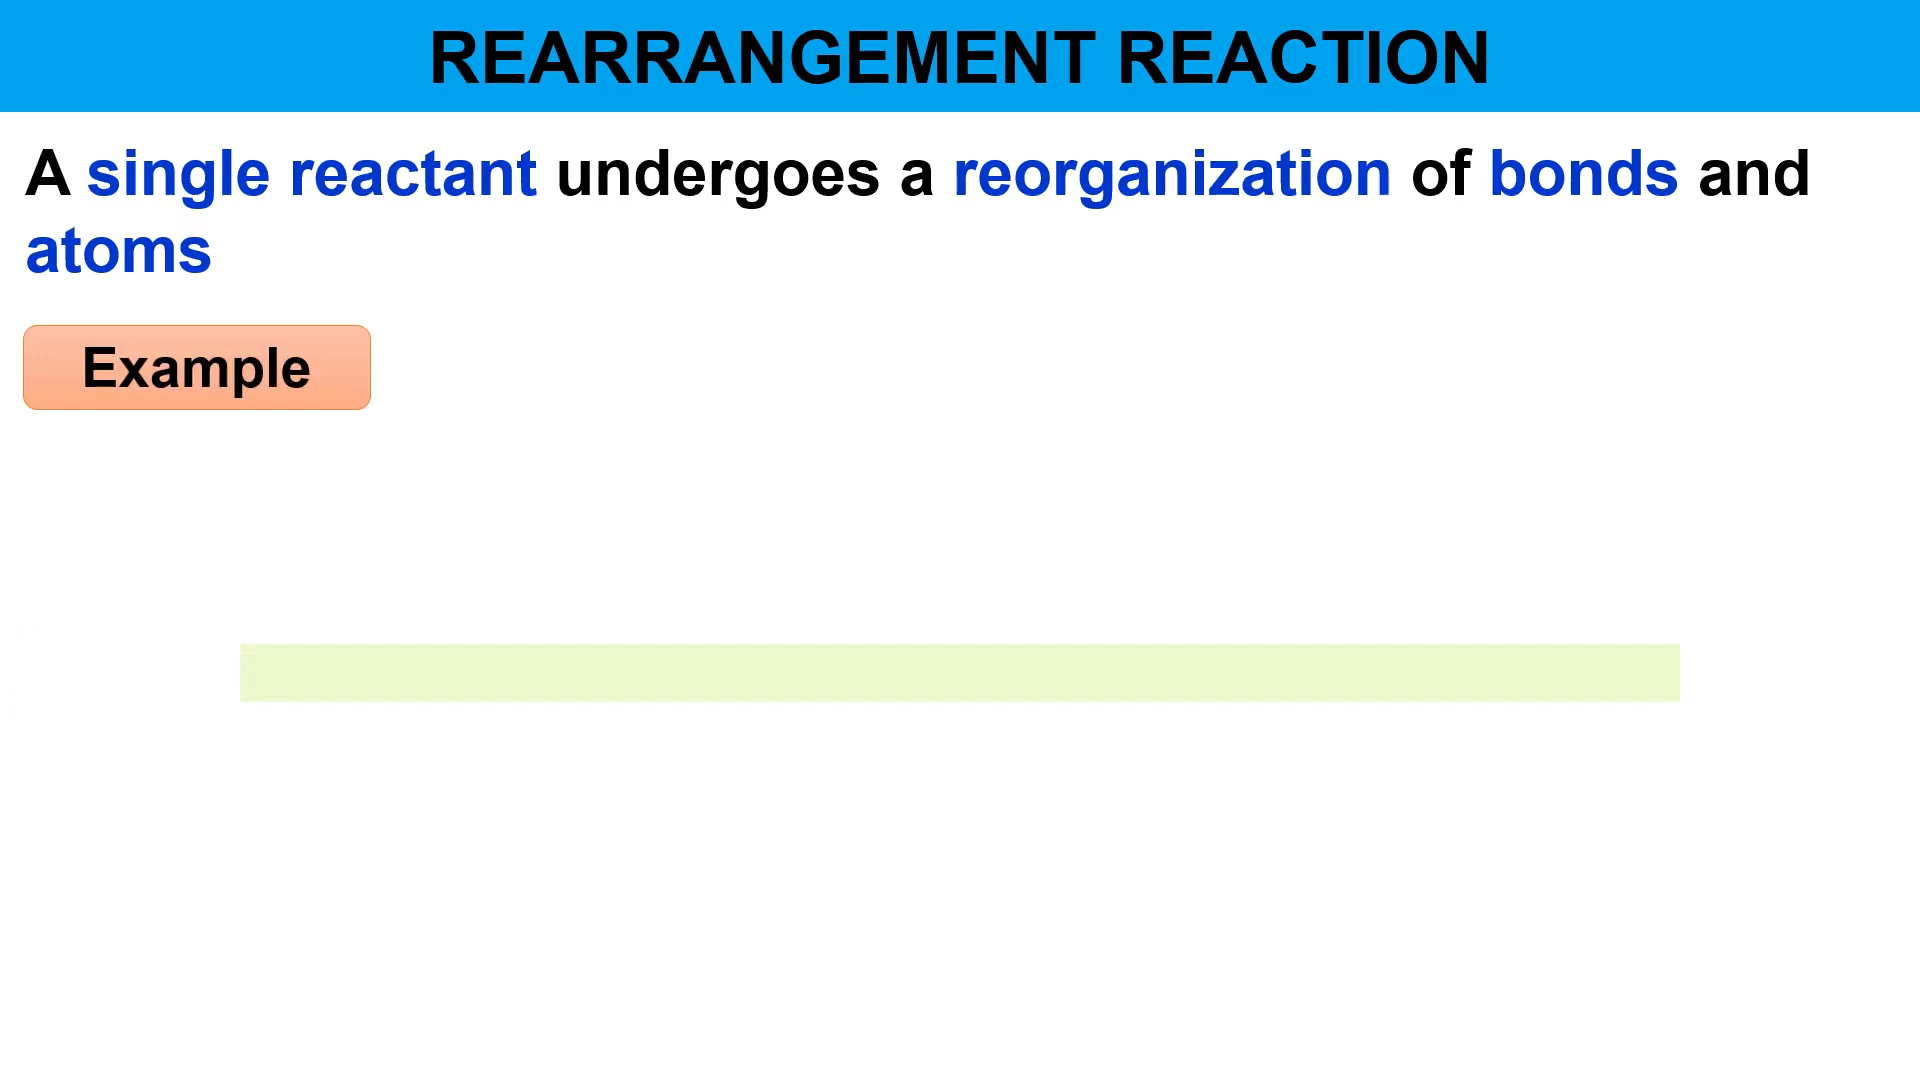 REARRANGEMENT REACTION
A single reactant undergoes a reorganization of bonds and
atoms
Example